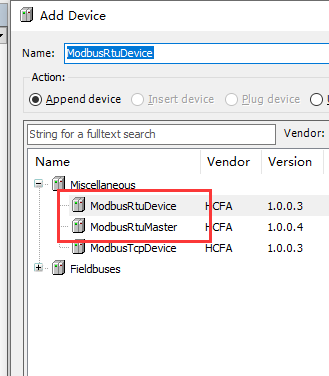 Add Device
Name: ModbusRtuDevice
Action:
Append device Insert device Plug device
String for a fulltext search Vendor:
Name Vendor Version
Miscellaneous
ModbusRtuDevice HCFA 1.0.0.3
ModbusRtuMaster HCFA 1.0.0.4
ModbusTcpDevice HCFA 1.0.0.3
Fieldbuses